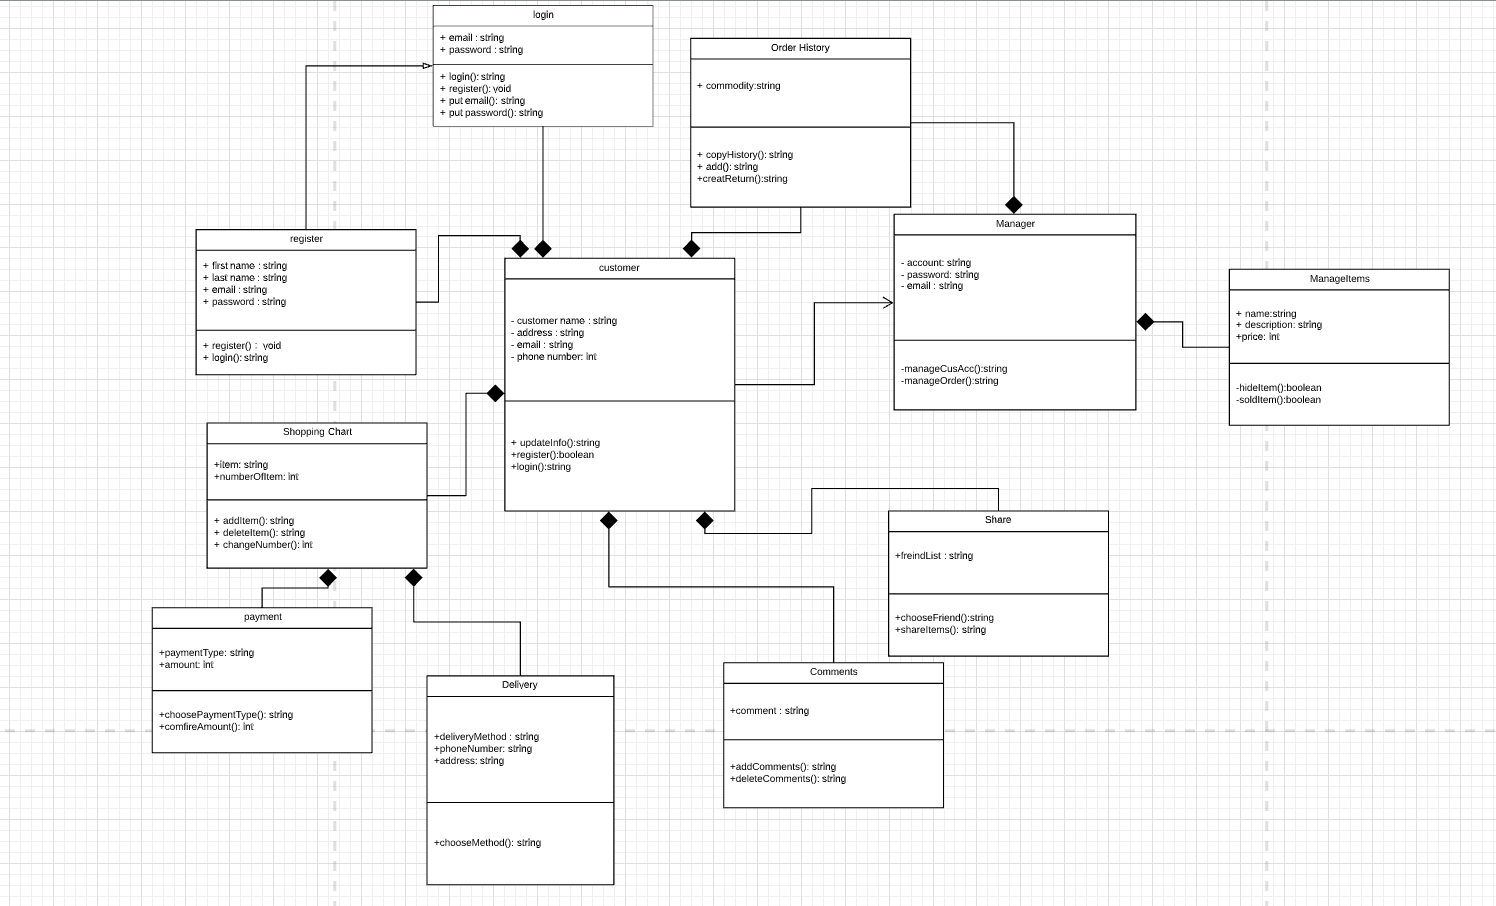 login
+ email : string
+ password : string
+ login(): string
+ register(): void
+ put email(): string
+ put password(): string
Order History
+ commodity:string
+ copyHistory(): string
+ add(): string
+creatReturn():string
register
+ first name : string
+ last name : string
+ email : string
+ password : string
+ register() : void
+ login(): string
customer
- customer name : string
- address : string
- email : string
- phone number: int
+ updateInfo():string
+register():boolean
+login():string
Manager
- account: string
- password: string
- email : string
-manageCusAcc():string
-manageOrder():string
ManageItems
+ name:string
+ description: string
+price: int
-hideItem():boolean
-soldItem():boolean
Shopping Chart
+item: string
+numberOfItem: int
+ addItem(): string
+ deleteItem(): string
+ changeNumber(): int
Share
+freindList : string
+chooseFriend():string
+shareItems(): string
payment
+paymentType: string
+amount: int
+choosePaymentType(): string
+comfireAmount(): int
Delivery
+deliveryMethod : string
+phoneNumber: string
+address: string
+chooseMethod(): string
Comments
+comment : string
+addComments(): string
+deleteComments(): string